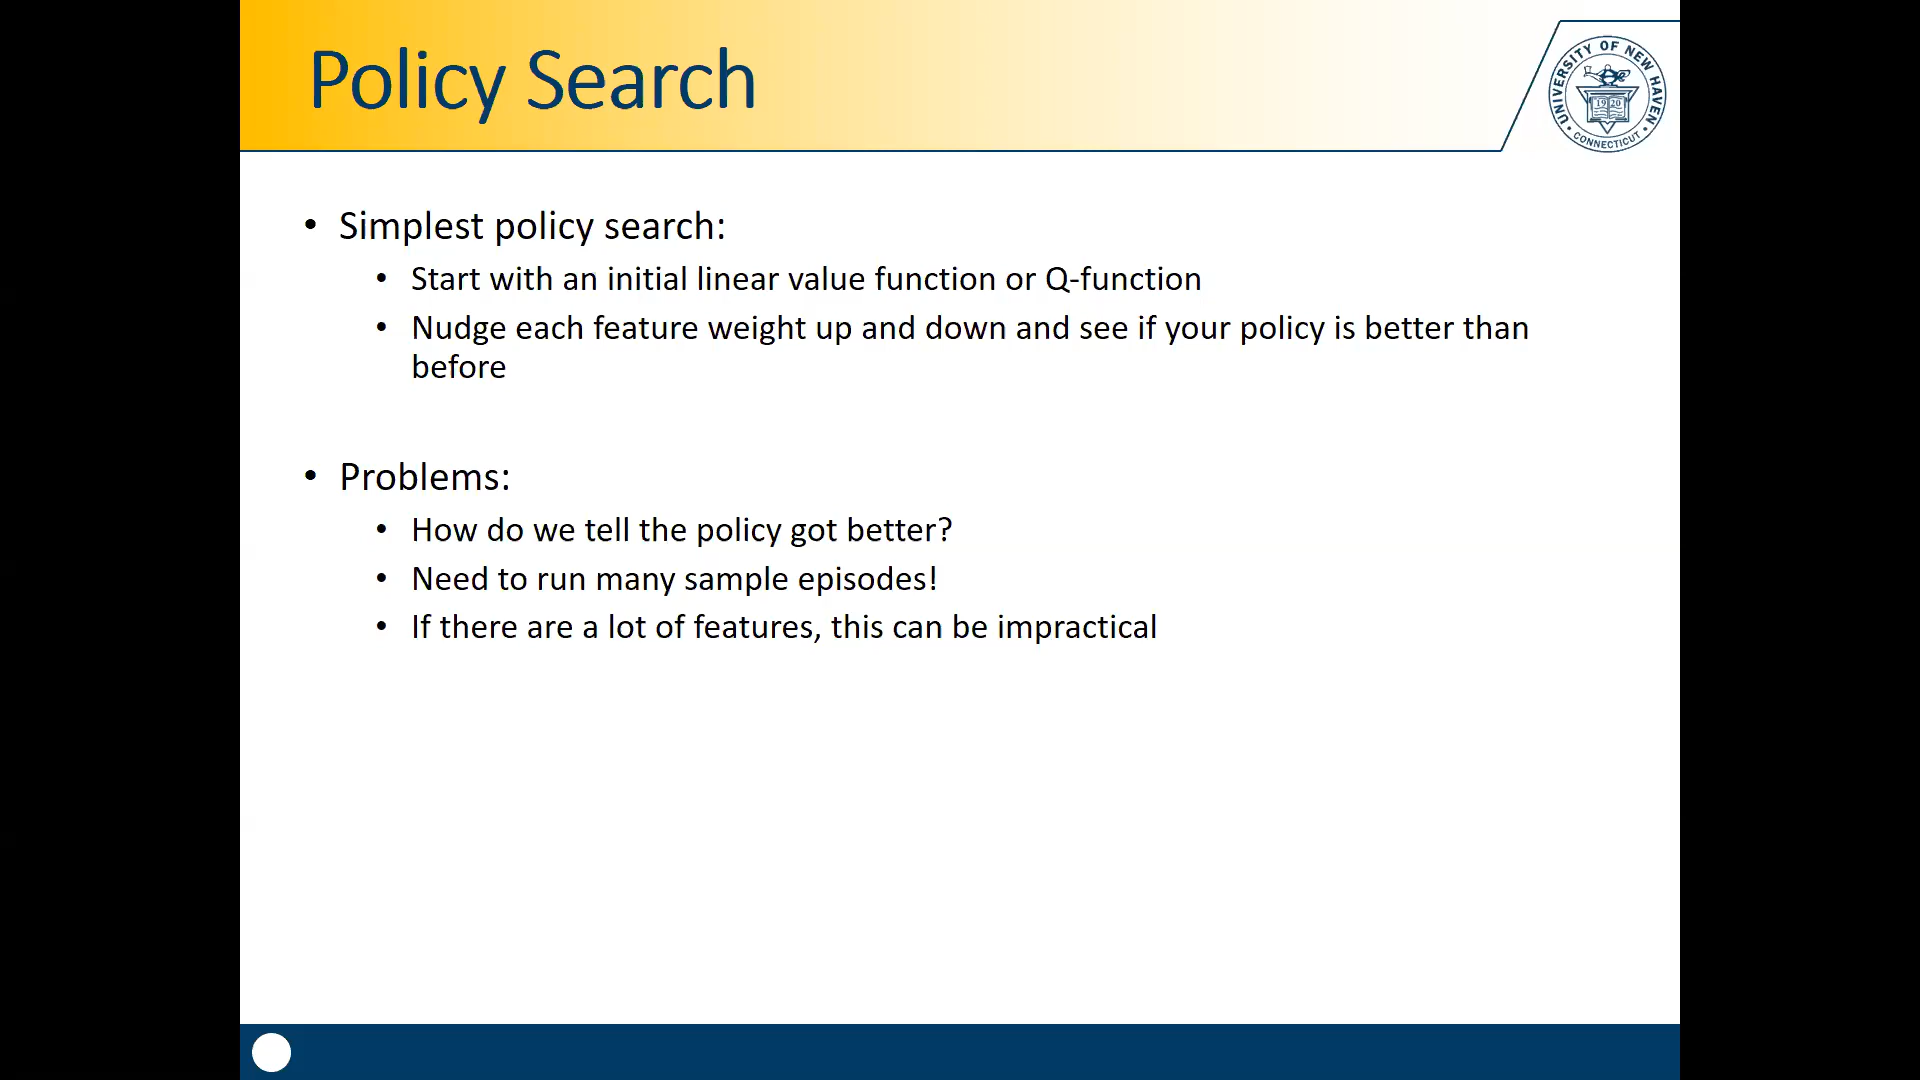 Policy Search
UNIVERSITY OF NEW HAVEN
1920
CONNECTICUT
• Simplest policy search:
• Start with an initial linear value function or Q-function
• Nudge each feature weight up and down and see if your policy is better than
before
• Problems:
• How do we tell the policy got better?
• Need to run many sample episodes!
• If there are a lot of features, this can be impractical